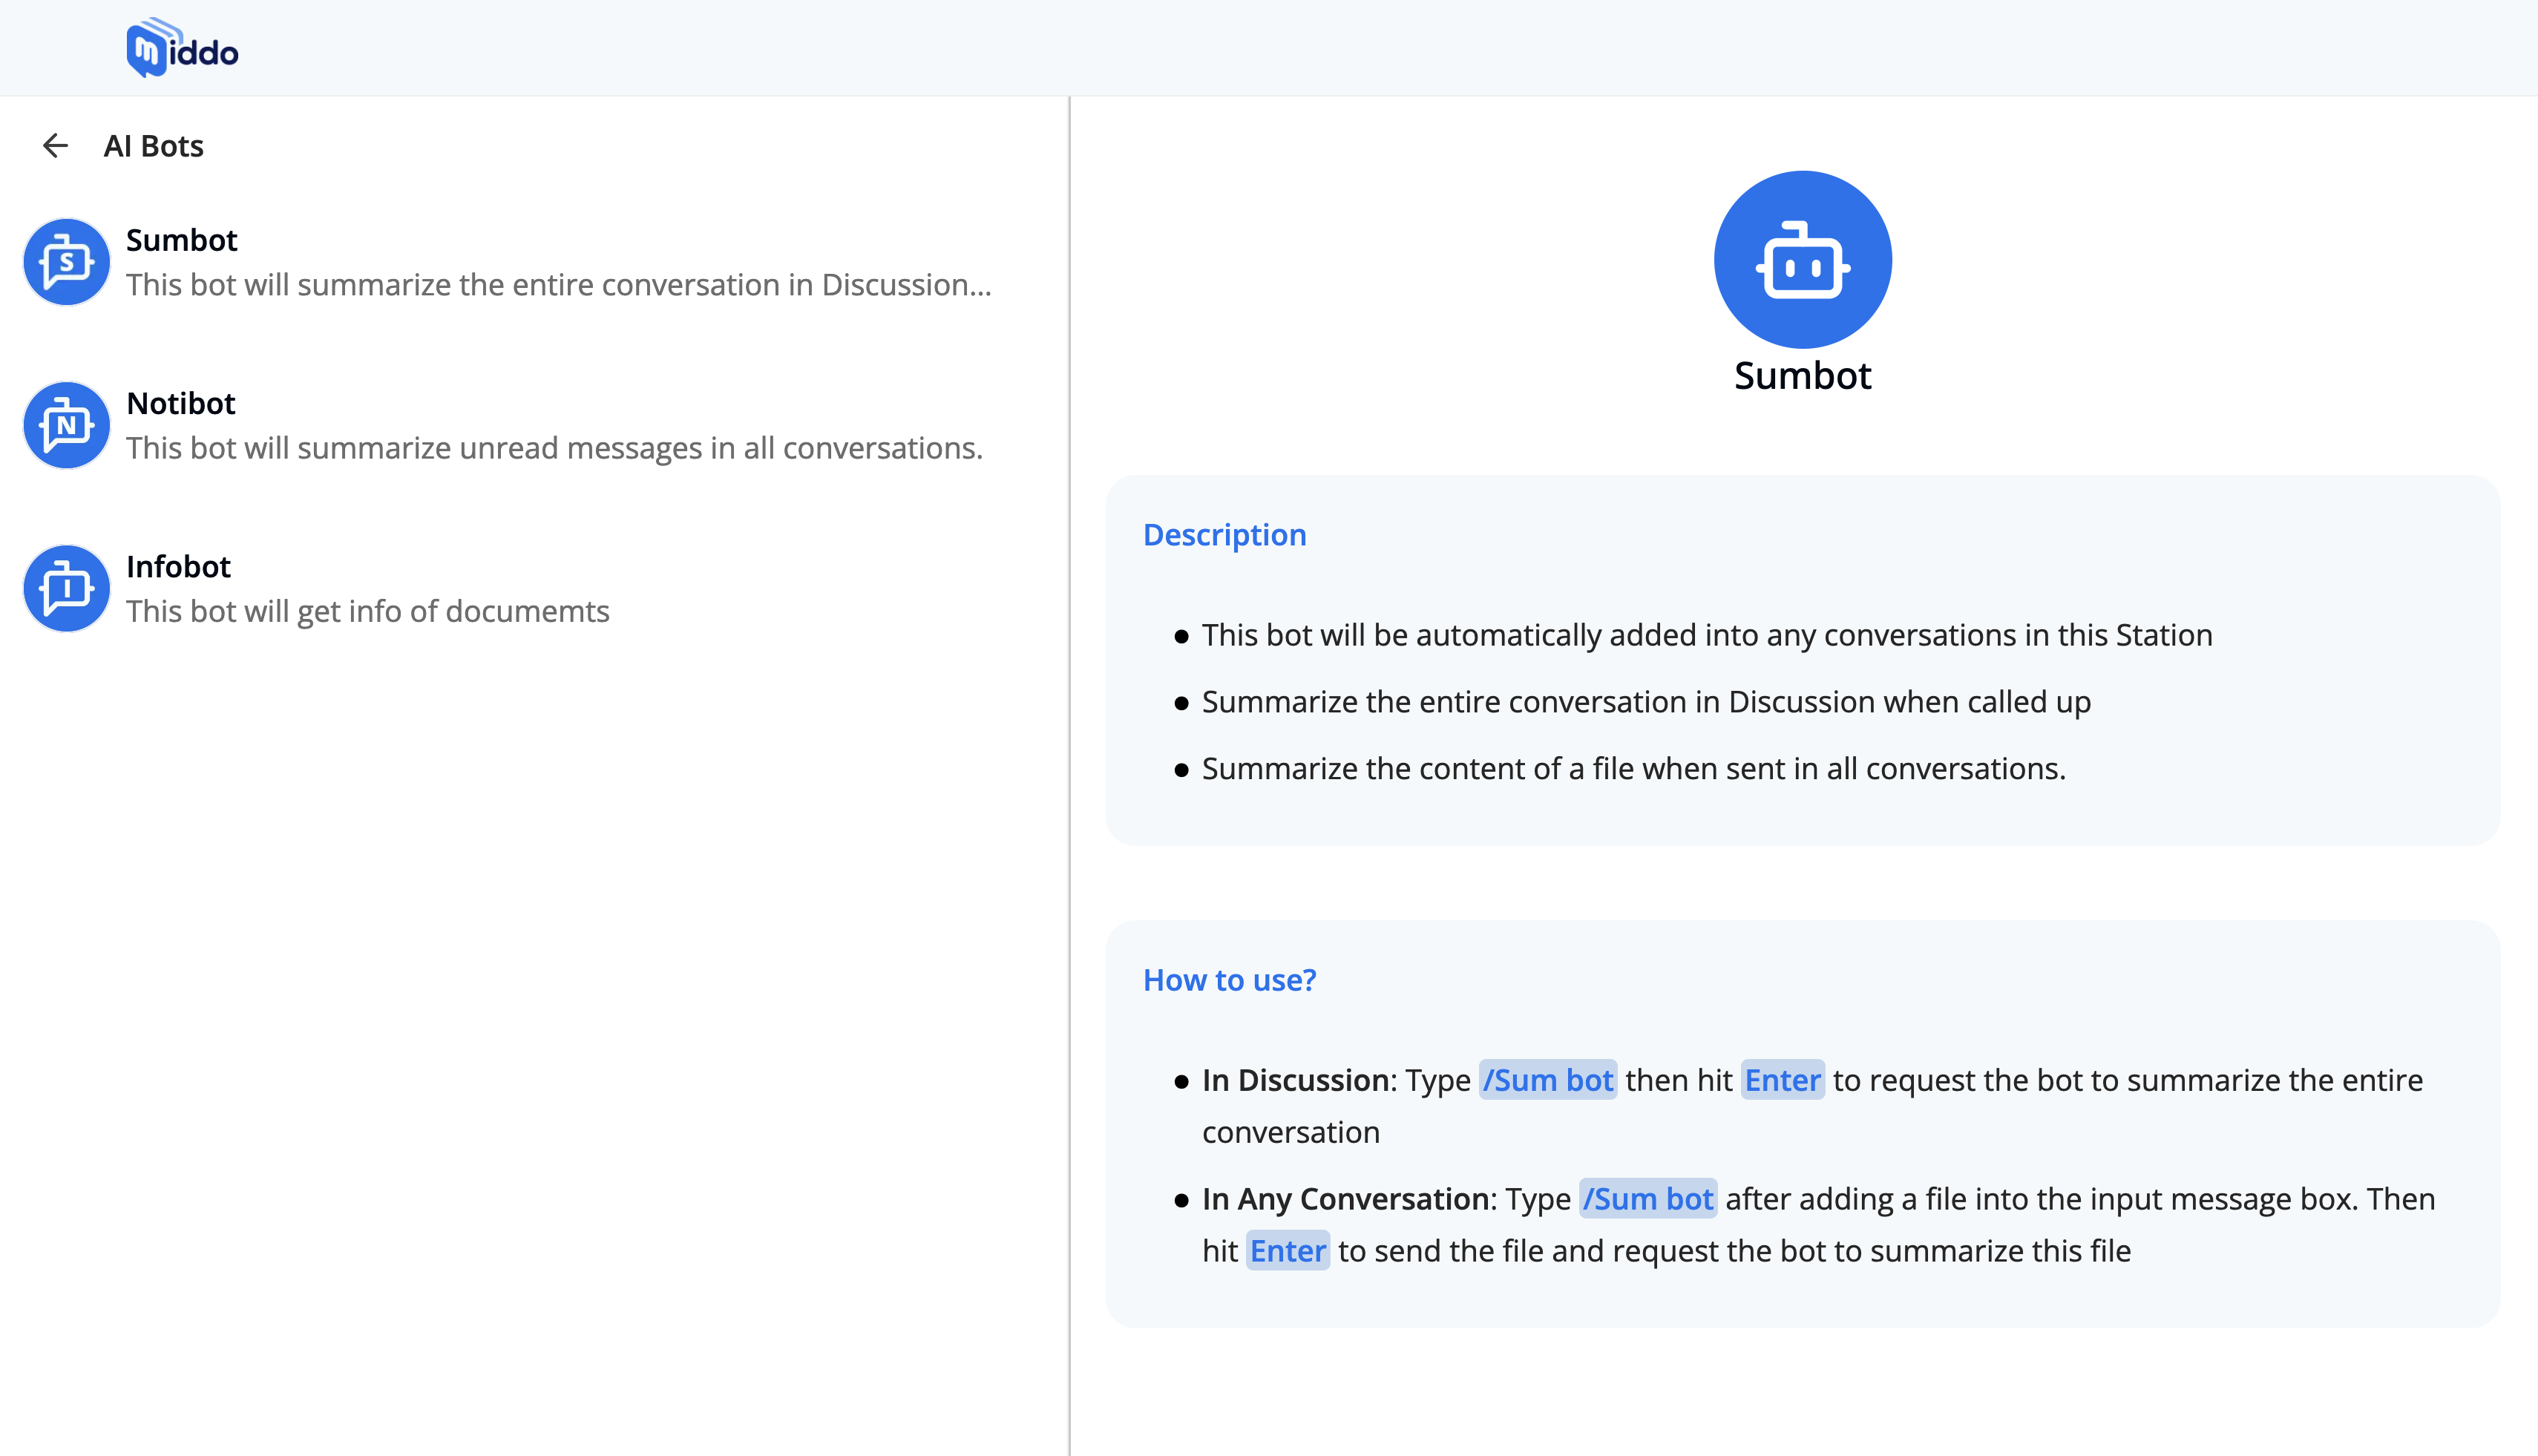 middo
AI Bots
S
Sumbot
This bot will summarize the entire conversation in Discussion...
N
Notibot
This bot will summarize unread messages in all conversations.
I
Infobot
This bot will get info of documemts
Sumbot
Description
This bot will be automatically added into any conversations in this Station
Summarize the entire conversation in Discussion when called up
Summarize the content of a file when sent in all conversations.
How to use?
In Discussion: Type /Sum bot then hit Enter to request the bot to summarize the entire
conversation
In Any Conversation: Type /Sum bot after adding a file into the input message box. Then
hit Enter to send the file and request the bot to summarize this file